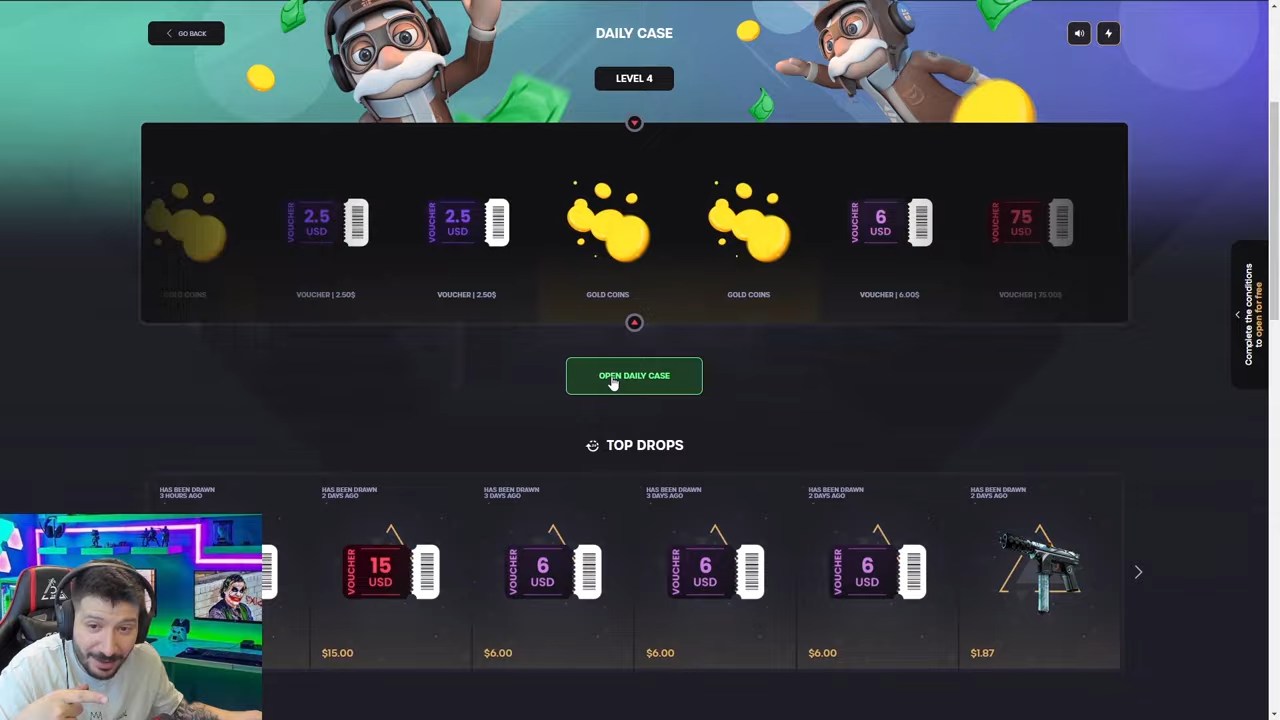 GO BACK
DAILY CASE
LEVEL 4
VOUCHER
2.5
USD
VOUCHER
2.5
USD
VOUCHER
6
USD
VOUCHER
75
USD
GOLD COINS
VOUCHER | 2.50$
VOUCHER | 2.50$
GOLD COINS
GOLD COINS
VOUCHER | 6.00$
VOUCHER | 75.00$
Complete the conditions
to open for free
OPEN DAILY CASE
TOP DROPS
HAS BEEN DRAWN
3 HOURS AGO
HAS BEEN DRAWN
2 DAYS AGO
HAS BEEN DRAWN
3 DAYS AGO
HAS BEEN DRAWN
3 DAYS AGO
HAS BEEN DRAWN
2 DAYS AGO
HAS BEEN DRAWN
2 DAYS AGO
VOUCHER
15
USD
VOUCHER
6
USD
VOUCHER
6
USD
VOUCHER
6
USD
$15.00
$6.00
$6.00
$6.00
$1.87